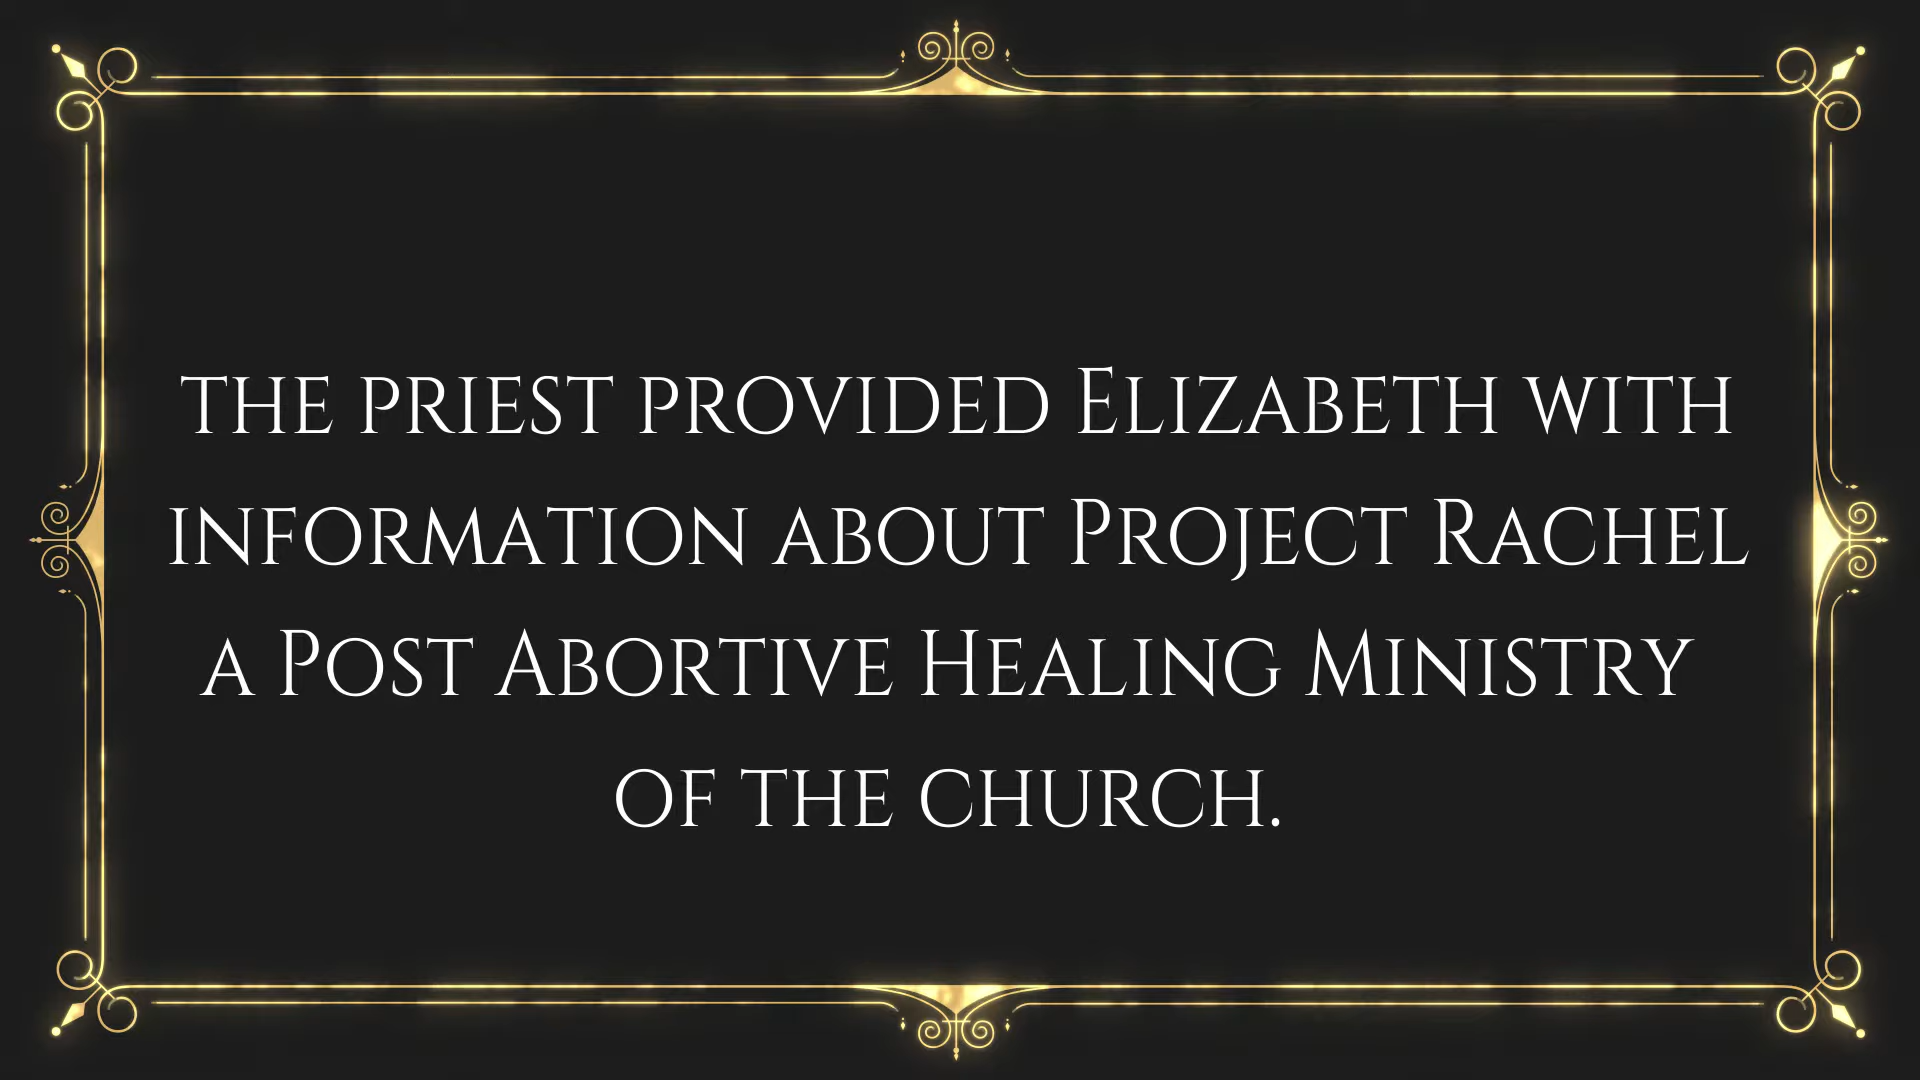 the priest provided Elizabeth with
information about Project Rachel
a Post Abortive Healing Ministry
of the church.